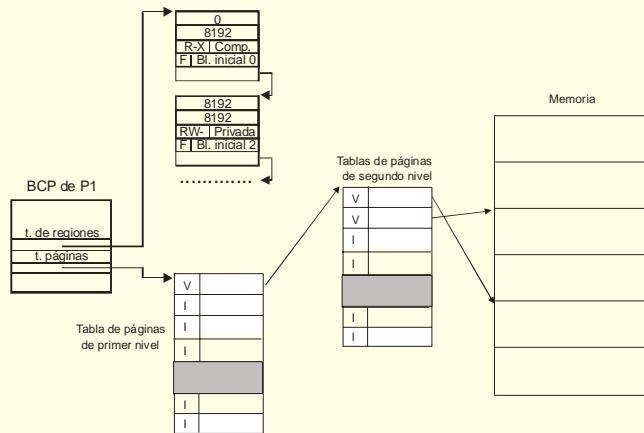 0
8192
R-X Comp.
F Bl. inicial 0
8192
8192
RW- Privada
F Bl. inicial 2
............
Memoria
Tablas de páginas
de segundo nivel
V
V
I
I
I
I
BCP de P1
t. de regiones
t. páginas
Tabla de páginas
de primer nivel
V
I
I
I
I
I